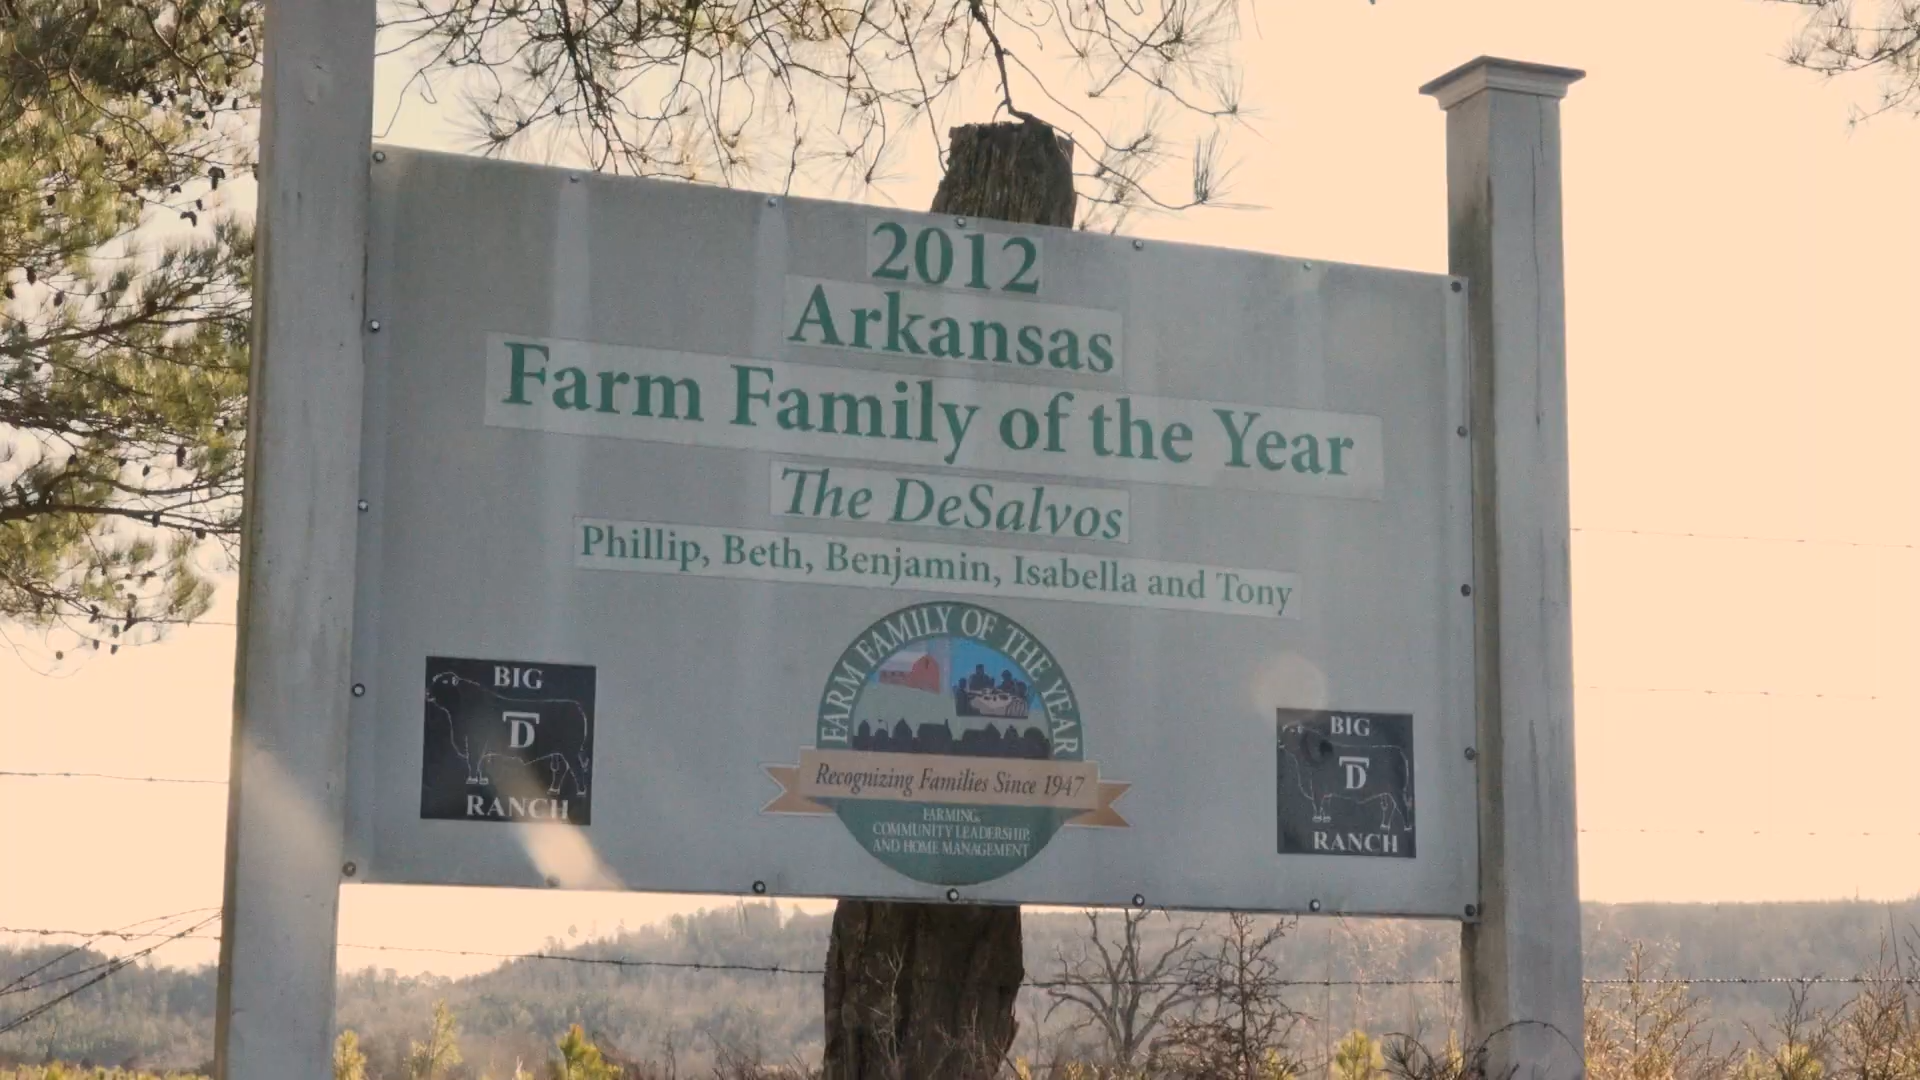 2012
Arkansas
Farm Family of the Year
The DeSalvos
Phillip, Beth, Benjamin, Isabella and Tony
BIG
D
RANCH
FARM FAMILY OF THE YEAR
Recognizing Families Since 1947
FARMING,
COMMUNITY LEADERSHIP,
AND HOME MANAGEMENT
BIG
D
RANCH